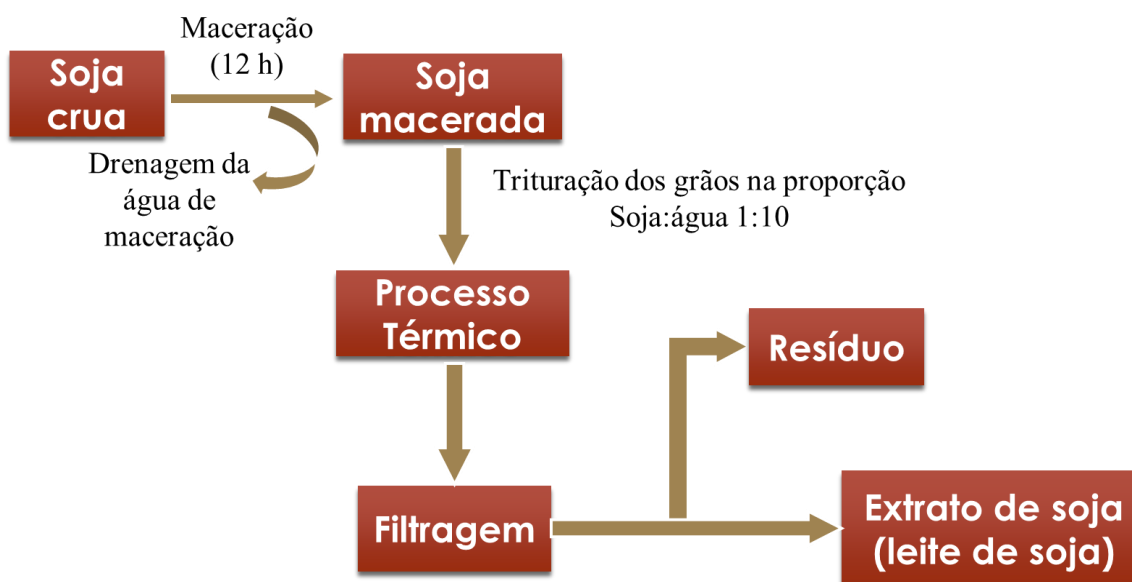 Maceração
(12 h)
Soja
crua
Soja
macerada
Drenagem da
água de
maceração
Trituração dos grãos na proporção
Soja:água 1:10
Processo
Térmico
Resíduo
Filtragem
Extrato de soja
(leite de soja)